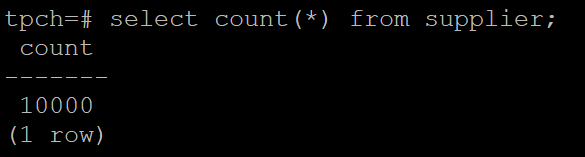 tpch=# select count(*) from supplier;
count
-------
10000
(1 row)